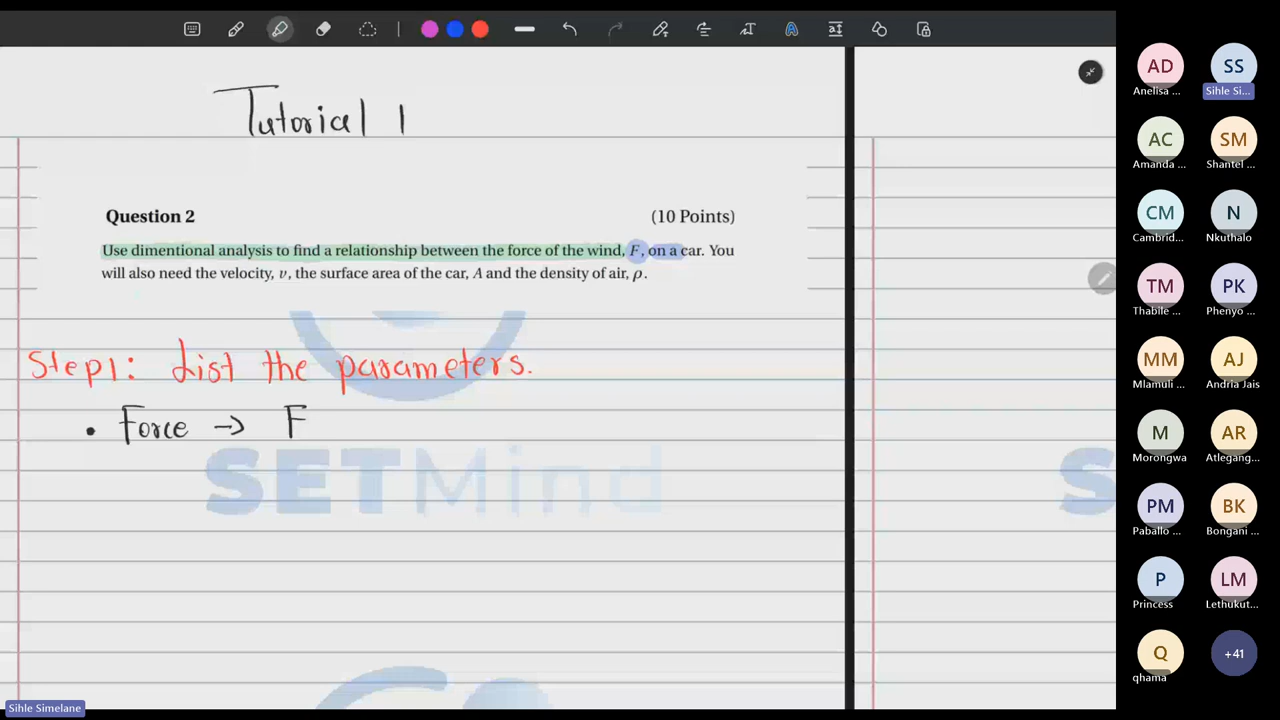 Tutorial 1
Question 2 (10 Points)
Use dimentional analysis to find a relationship between the force of the wind, F, on a car. You
will also need the velocity, v, the surface area of the car, A and the density of air, ρ.
Step1: List the parameters.
• Force → F
SETMind
S
AD
Anelisa ...
SS
Sihle Si...
AC
Amanda ...
SM
Shantel ...
CM
Cambrid...
N
Nkuthalo
TM
Thabile ...
PK
Phenyo ...
MM
Mlamuli ...
AJ
Andria Jais
M
Morongwa
AR
Atlegang...
PM
Paballo ...
BK
Bongani ...
P
Princess
LM
Lethukut...
Q
qhama
+41
Sihle Simelane